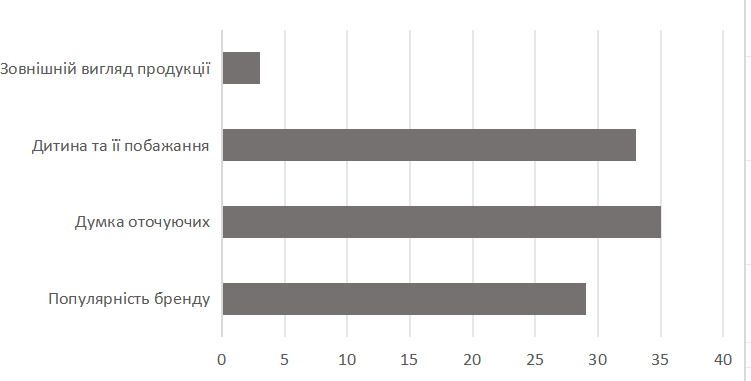 Зовнішній вигляд продукції
Дитина та її побажання
Думка оточуючих
Популярність бренду
0 5 10 15 20 25 30 35 40